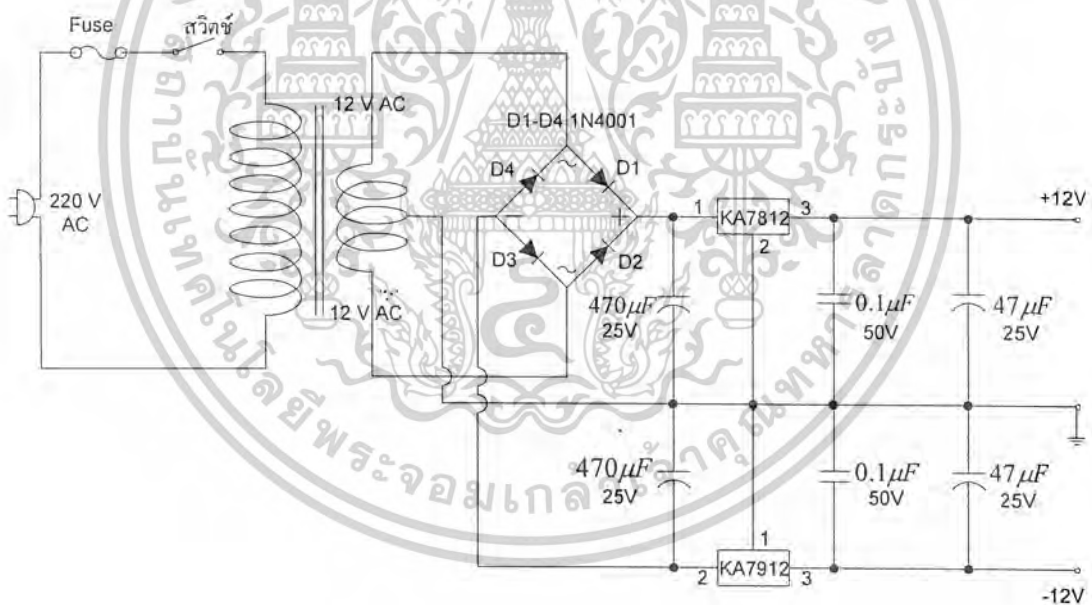 Fuse
สวิตช์
220 V
AC
12 V AC
12 V AC
D1-D4 1N4001
D4
D1
D3
D2
1
KA7812
3
2
+12V
470μF
25V
0.1μF
50V
47μF
25V
470μF
25V
0.1μF
50V
47μF
25V
1
2
KA7912
3
-12V